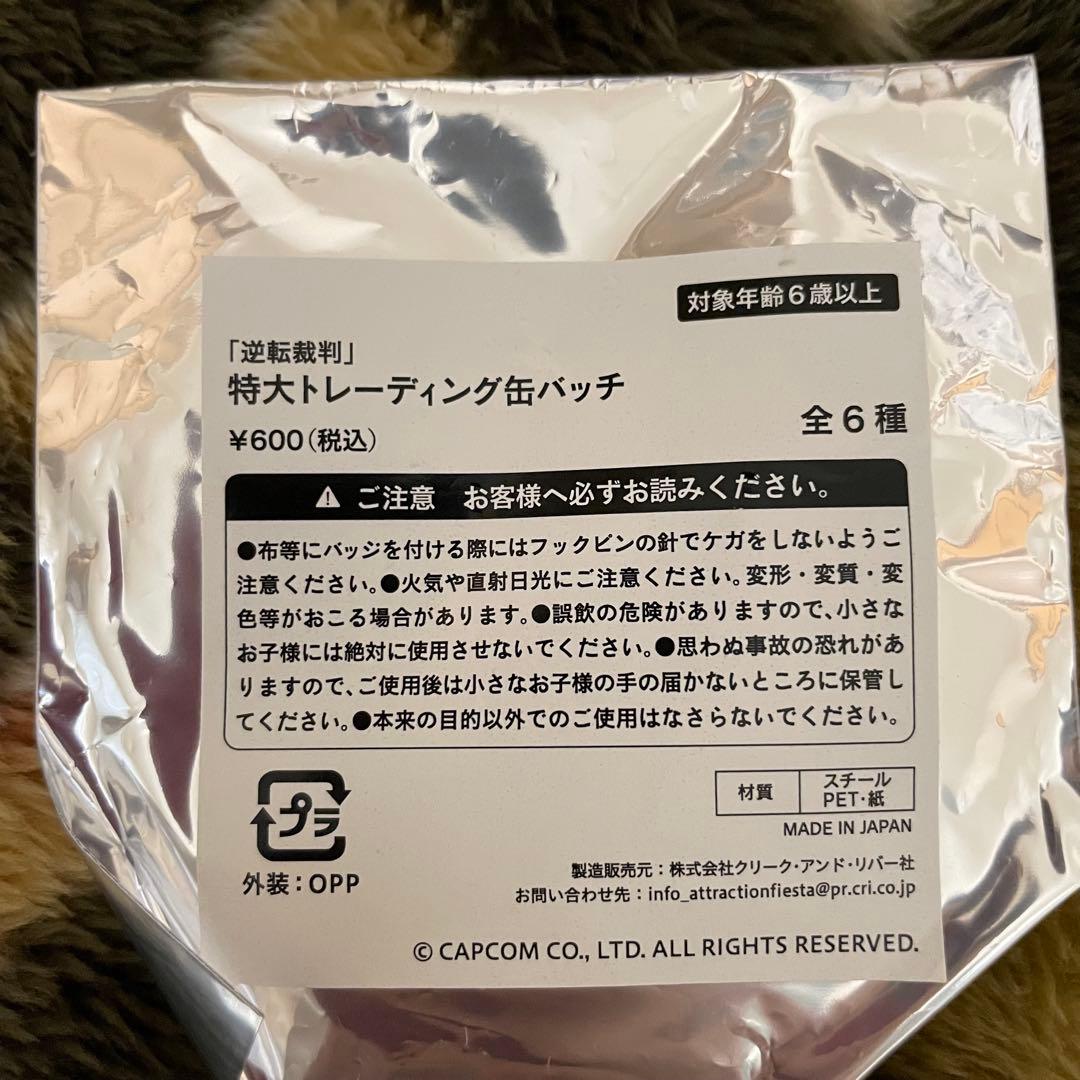 対象年齢6歳以上
「逆転裁判」
特大トレーディング缶バッチ
¥600(税込)
全6種
⚠ ご注意 お客様へ必ずお読みください。
●布等にバッジを付ける際にはフックピンの針でケガをしないようご
注意ください。●火気や直射日光にご注意ください。変形・変質・変
色等がおこる場合があります。●誤飲の危険がありますので、小さな
お子様には絶対に使用させないでください。●思わぬ事故の恐れがあ
りますので、ご使用後は小さなお子様の手の届かないところに保管し
てください。●本来の目的以外でのご使用はなさらないでください。
プラ
外装：OPP
材質
スチール
PET・紙
MADE IN JAPAN
製造販売元：株式会社クリーク・アンド・リバー社
お問い合わせ先：info_attractionfiesta@pr.cri.co.jp
© CAPCOM CO., LTD. ALL RIGHTS RESERVED.